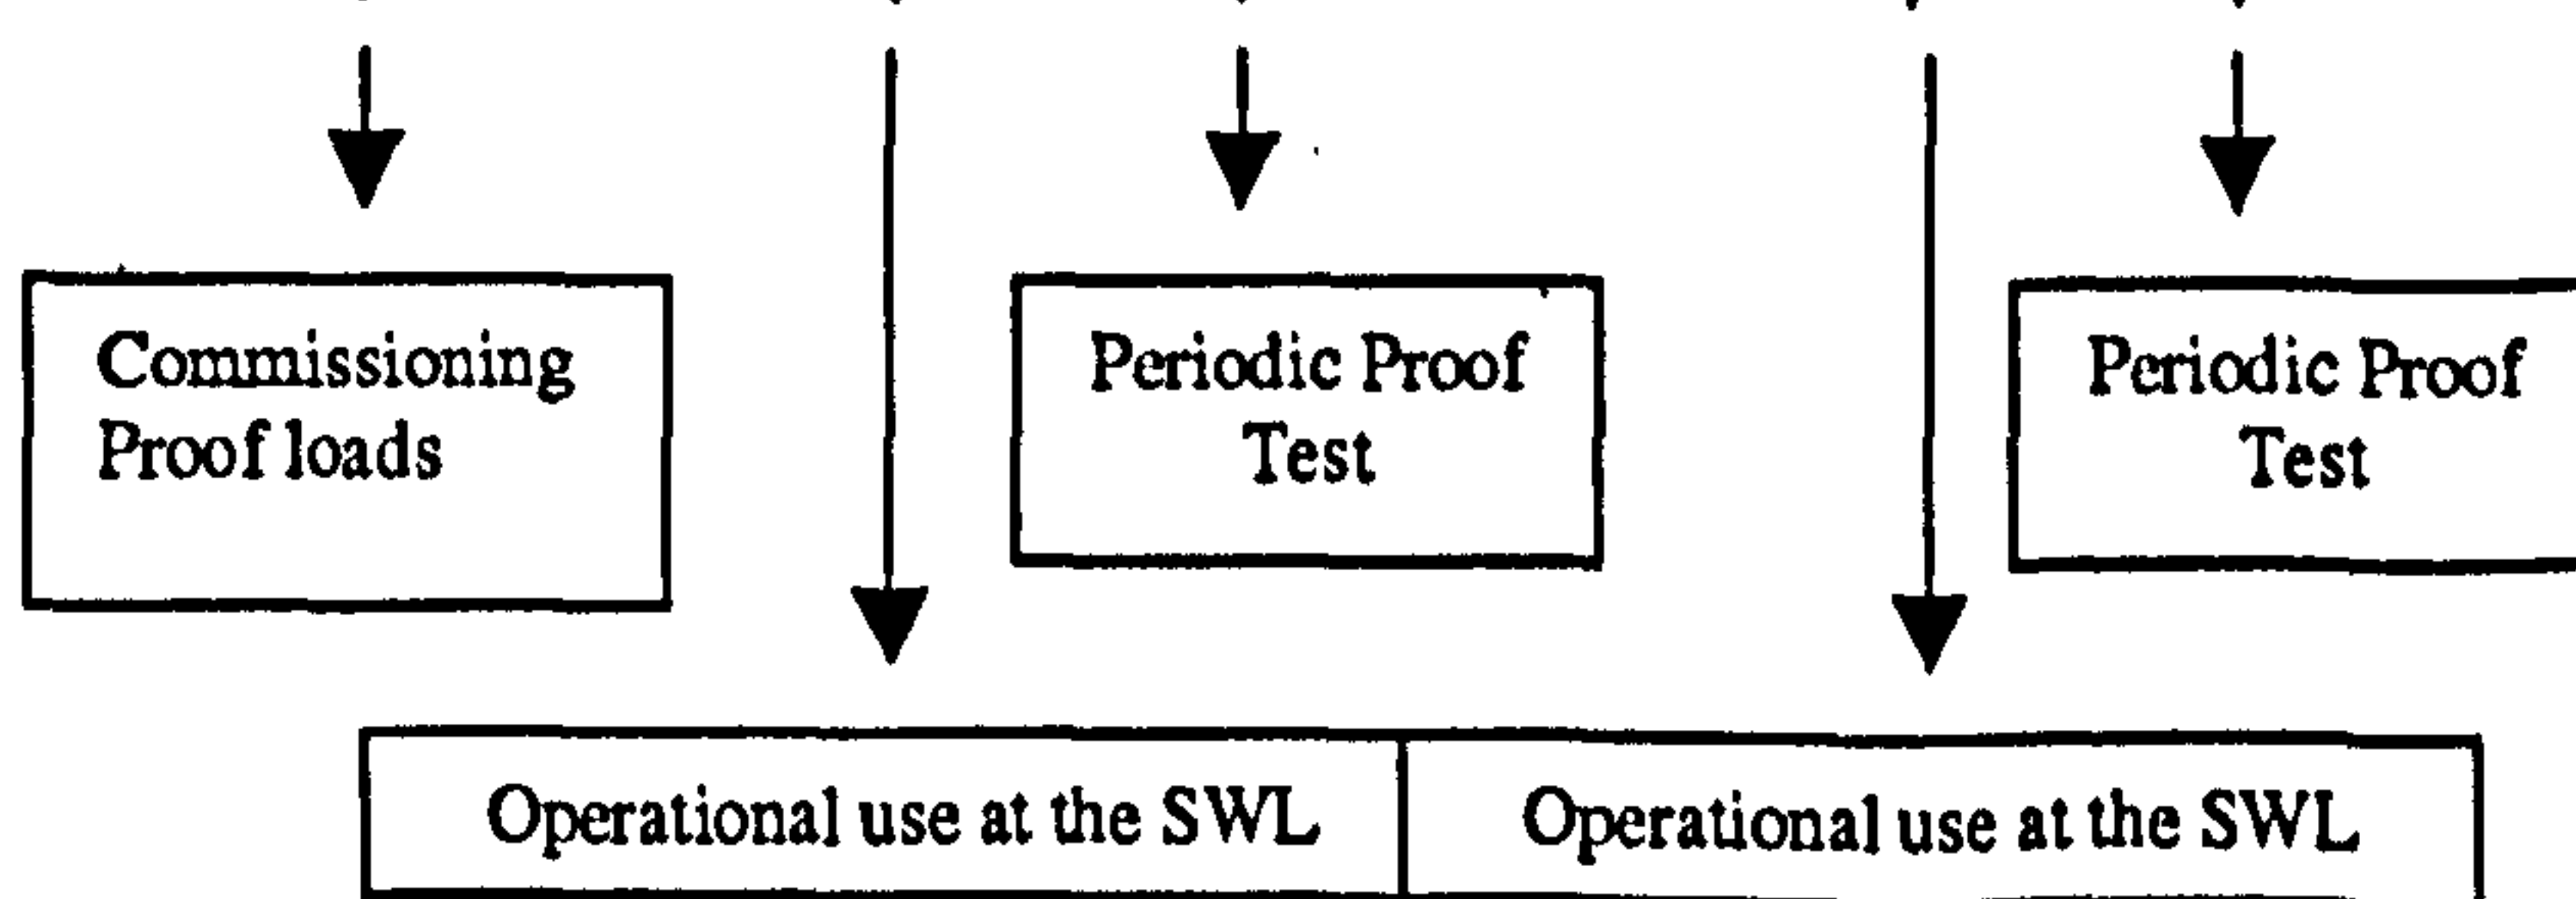 Commissioning
Proof loads
Periodic Proof
Test
Periodic Proof
Test
Operational use at the SWL
Operational use at the SWL